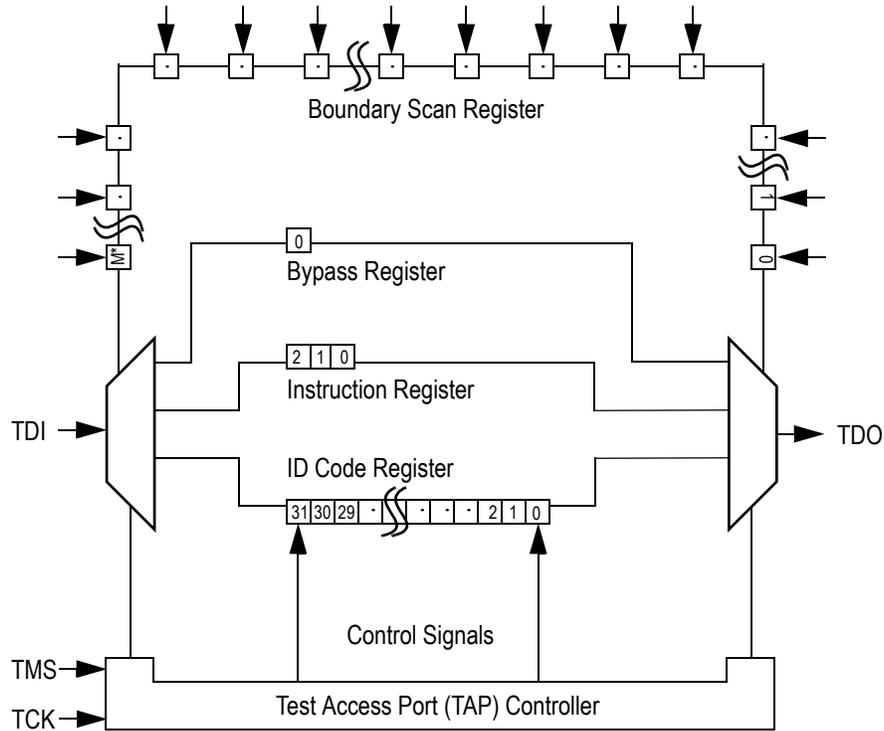 · · · · · · · ·
Boundary Scan Register
· ·
· 1
M* 0
0
Bypass Register
2 1 0
Instruction Register
TDI TDO
ID Code Register
31 30 29 · · · · 2 1 0
Control Signals
TMS
Test Access Port (TAP) Controller
TCK